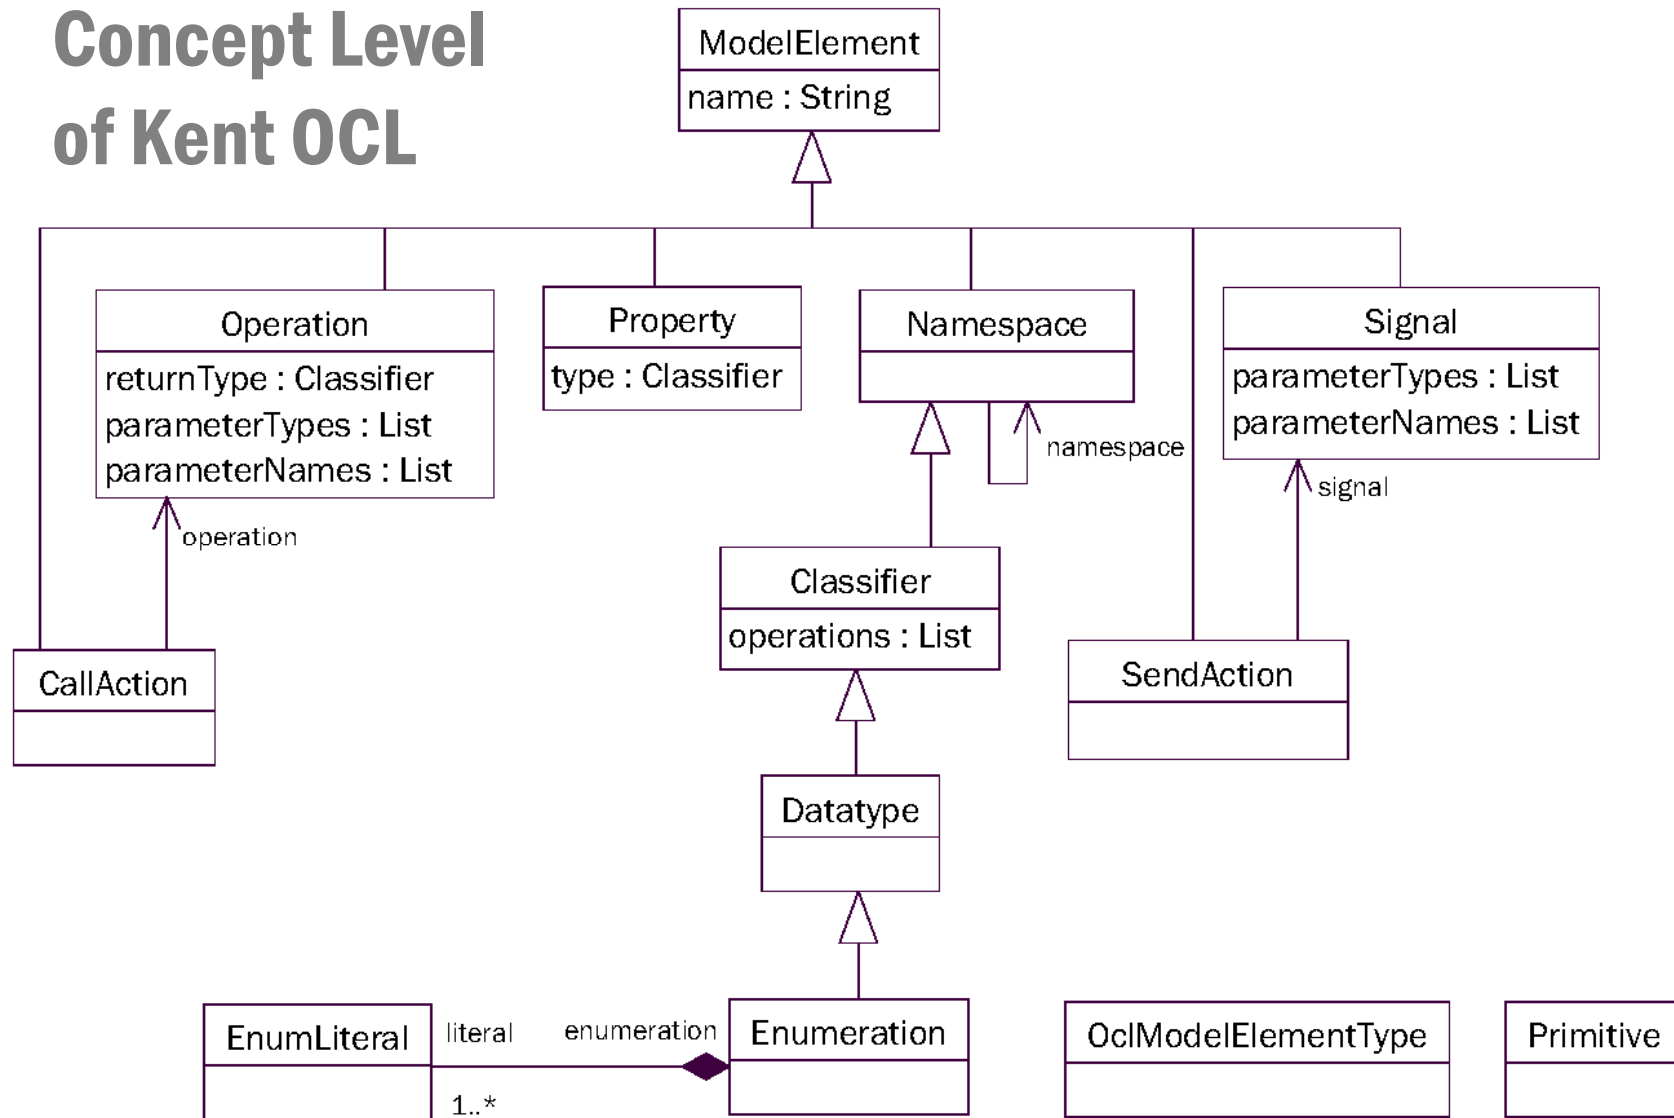 Concept Level
of Kent OCL
ModelElement
name : String
Operation
returnType : Classifier
parameterTypes : List
parameterNames : List
Property
type : Classifier
Namespace
namespace
Signal
parameterTypes : List
parameterNames : List
operation
signal
Classifier
operations : List
CallAction
SendAction
Datatype
EnumLiteral
literal
enumeration
1..*
Enumeration
OclModelElementType
Primitive